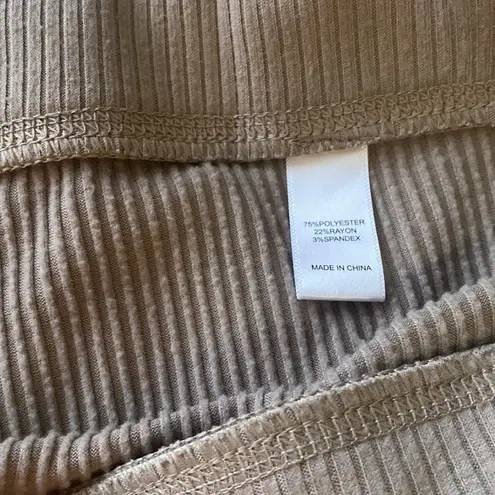 75%POLYESTER
22%RAYON
3%SPANDEX
MADE IN CHINA